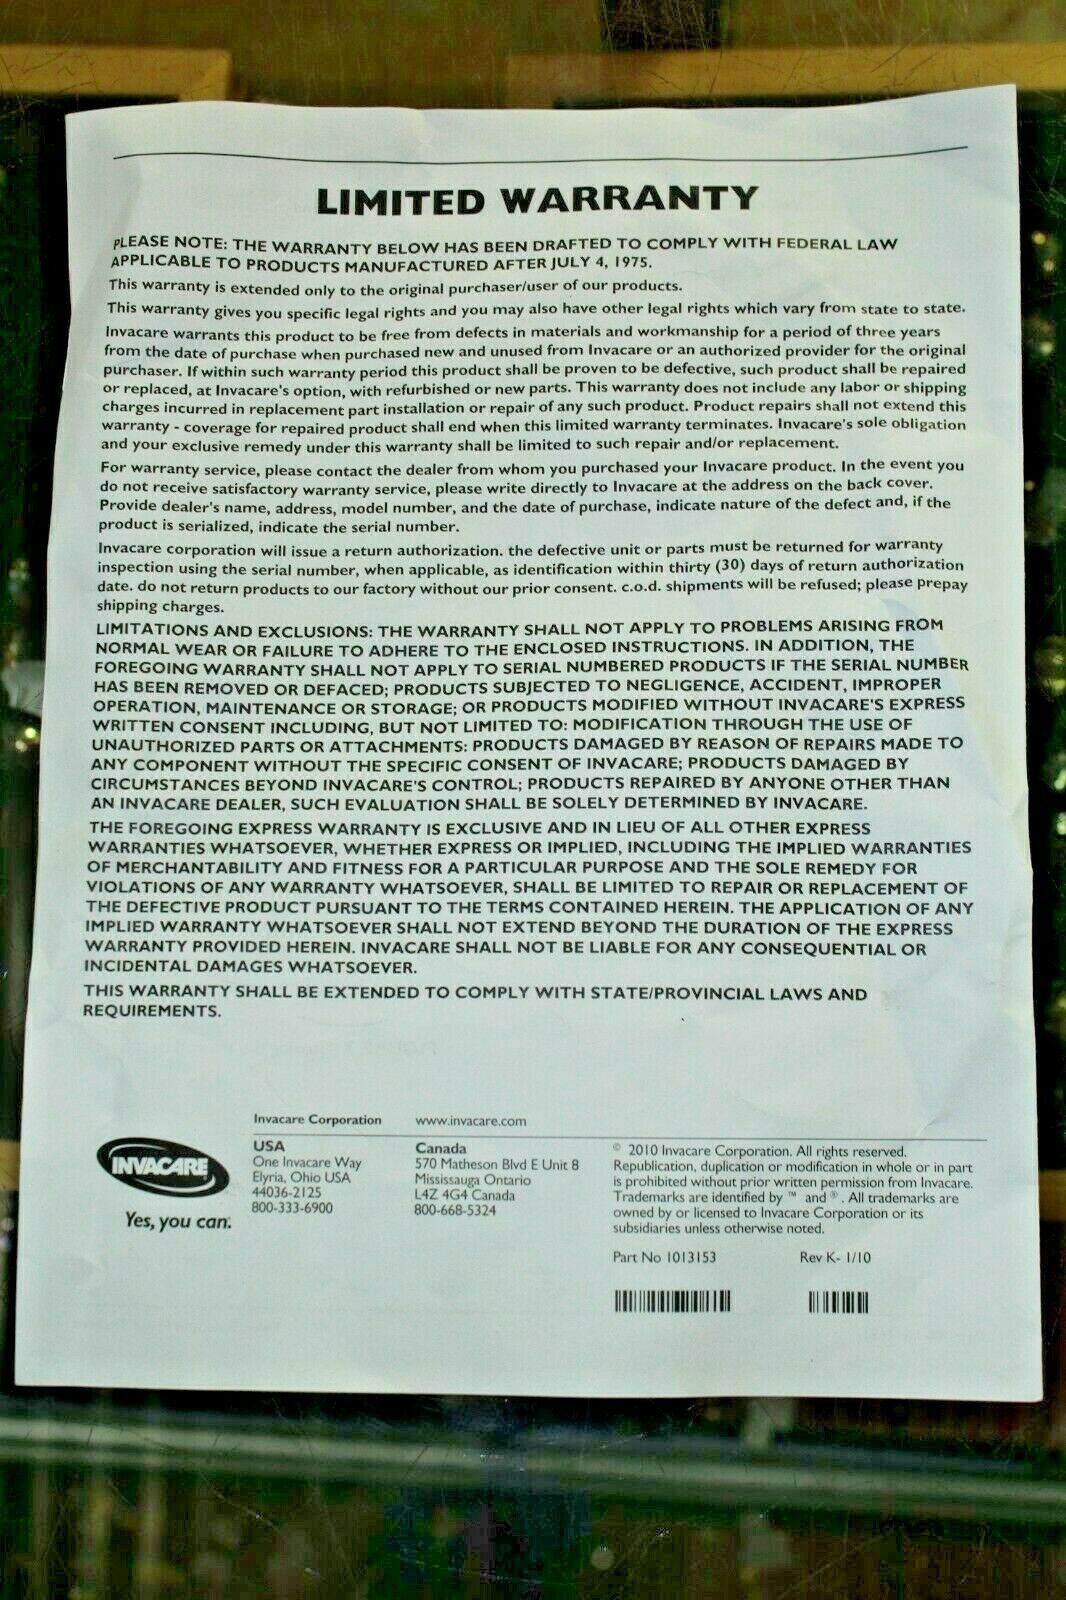 LIMITED WARRANTY
PLEASE NOTE: THE WARRANTY BELOW HAS BEEN DRAFTED TO COMPLY WITH FEDERAL LAW
APPLICABLE TO PRODUCTS MANUFACTURED AFTER JULY 4, 1975.
This warranty is extended only to the original purchaser/user of our products.
This warranty gives you specific legal rights and you may also have other legal rights which vary from state to state.
Invacare warrants this product to be free from defects in materials and workmanship for a period of three years
from the date of purchase when purchased new and unused from Invacare or an authorized provider for the original
purchaser. If within such warranty period this product shall be proven to be defective, such product shall be repaired
or replaced, at Invacare's option, with refurbished or new parts. This warranty does not include any labor or shipping
charges incurred in replacement part installation or repair of any such product. Product repairs shall not extend this
warranty - coverage for repaired product shall end when this limited warranty terminates. Invacare's sole obligation
and your exclusive remedy under this warranty shall be limited to such repair and/or replacement.
For warranty service, please contact the dealer from whom you purchased your Invacare product. In the event you
do not receive satisfactory warranty service, please write directly to Invacare at the address on the back cover.
Provide dealer's name, address, model number, and the date of purchase, indicate nature of the defect and, if the
product is serialized, indicate the serial number.
Invacare corporation will issue a return authorization. the defective unit or parts must be returned for warranty
inspection using the serial number, when applicable, as identification within thirty (30) days of return authorization
date. do not return products to our factory without our prior consent. c.o.d. shipments will be refused; please prepay
shipping charges.
LIMITATIONS AND EXCLUSIONS: THE WARRANTY SHALL NOT APPLY TO PROBLEMS ARISING FROM
NORMAL WEAR OR FAILURE TO ADHERE TO THE ENCLOSED INSTRUCTIONS. IN ADDITION, THE
FOREGOING WARRANTY SHALL NOT APPLY TO SERIAL NUMBERED PRODUCTS IF THE SERIAL NUMBER
HAS BEEN REMOVED OR DEFACED; PRODUCTS SUBJECTED TO NEGLIGENCE, ACCIDENT, IMPROPER
OPERATION, MAINTENANCE OR STORAGE; OR PRODUCTS MODIFIED WITHOUT INVACARE'S EXPRESS
WRITTEN CONSENT INCLUDING, BUT NOT LIMITED TO: MODIFICATION THROUGH THE USE OF
UNAUTHORIZED PARTS OR ATTACHMENTS: PRODUCTS DAMAGED BY REASON OF REPAIRS MADE TO
ANY COMPONENT WITHOUT THE SPECIFIC CONSENT OF INVACARE; PRODUCTS DAMAGED BY
CIRCUMSTANCES BEYOND INVACARE'S CONTROL; PRODUCTS REPAIRED BY ANYONE OTHER THAN
AN INVACARE DEALER, SUCH EVALUATION SHALL BE SOLELY DETERMINED BY INVACARE.
THE FOREGOING EXPRESS WARRANTY IS EXCLUSIVE AND IN LIEU OF ALL OTHER EXPRESS
WARRANTIES WHATSOEVER, WHETHER EXPRESS OR IMPLIED, INCLUDING THE IMPLIED WARRANTIES
OF MERCHANTABILITY AND FITNESS FOR A PARTICULAR PURPOSE AND THE SOLE REMEDY FOR
VIOLATIONS OF ANY WARRANTY WHATSOEVER, SHALL BE LIMITED TO REPAIR OR REPLACEMENT OF
THE DEFECTIVE PRODUCT PURSUANT TO THE TERMS CONTAINED HEREIN. THE APPLICATION OF ANY
IMPLIED WARRANTY WHATSOEVER SHALL NOT EXTEND BEYOND THE DURATION OF THE EXPRESS
WARRANTY PROVIDED HEREIN. INVACARE SHALL NOT BE LIABLE FOR ANY CONSEQUENTIAL OR
INCIDENTAL DAMAGES WHATSOEVER.
THIS WARRANTY SHALL BE EXTENDED TO COMPLY WITH STATE/PROVINCIAL LAWS AND
REQUIREMENTS.
INVACARE
Yes, you can.
Invacare Corporation www.invacare.com
USA
One Invacare Way
Elyria, Ohio USA
44036-2125
800-333-6900
Canada
570 Matheson Blvd E Unit 8
Mississauga Ontario
L4Z 4G4 Canada
800-668-5324
© 2010 Invacare Corporation. All rights reserved.
Republication, duplication or modification in whole or in part
is prohibited without prior written permission from Invacare.
Trademarks are identified by ™ and ®. All trademarks are
owned by or licensed to Invacare Corporation or its
subsidiaries unless otherwise noted.
Part No 1013153 Rev K- 1/10